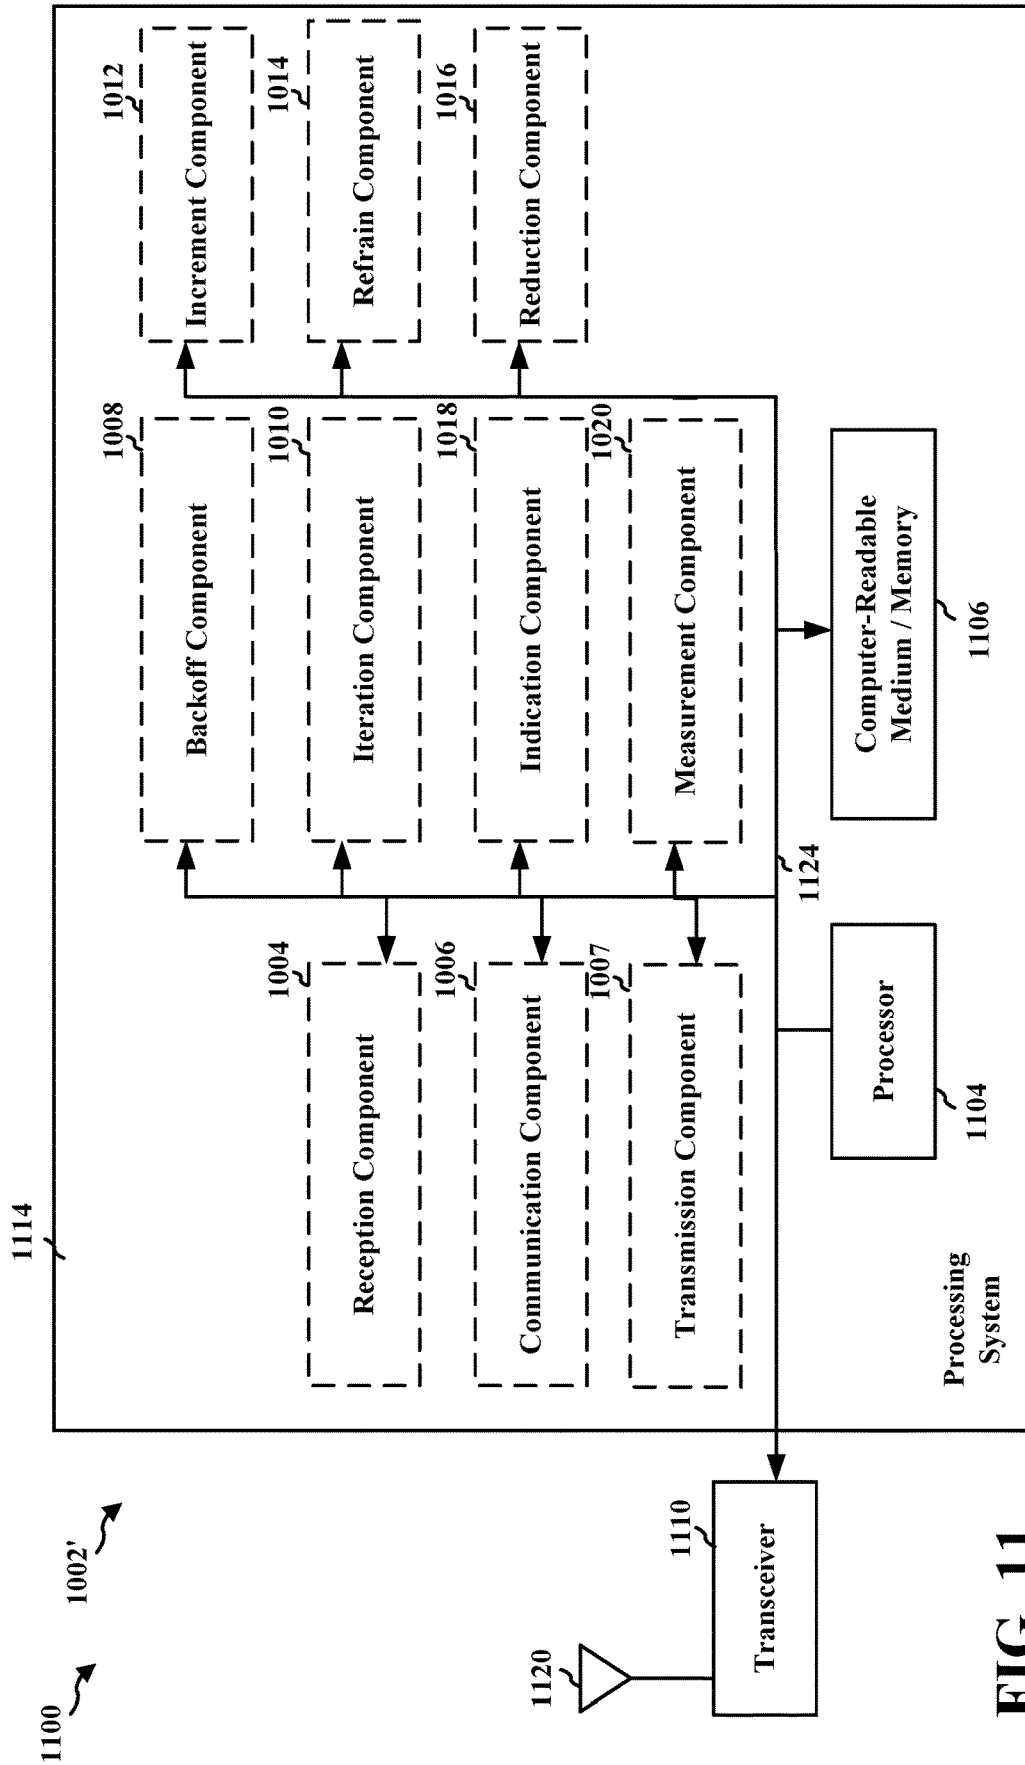 1100
1002'
1114
1012
Increment Component
1014
Refrain Component
1016
Reduction Component
1008
Backoff Component
1010
Iteration Component
1018
Indication Component
1020
Measurement Component
1004
Reception Component
1006
Communication Component
1007
Transmission Component
1124
Computer-Readable
Medium / Memory
1106
Processor
1104
Processing
System
1110
Transceiver
1120
FIG. 11